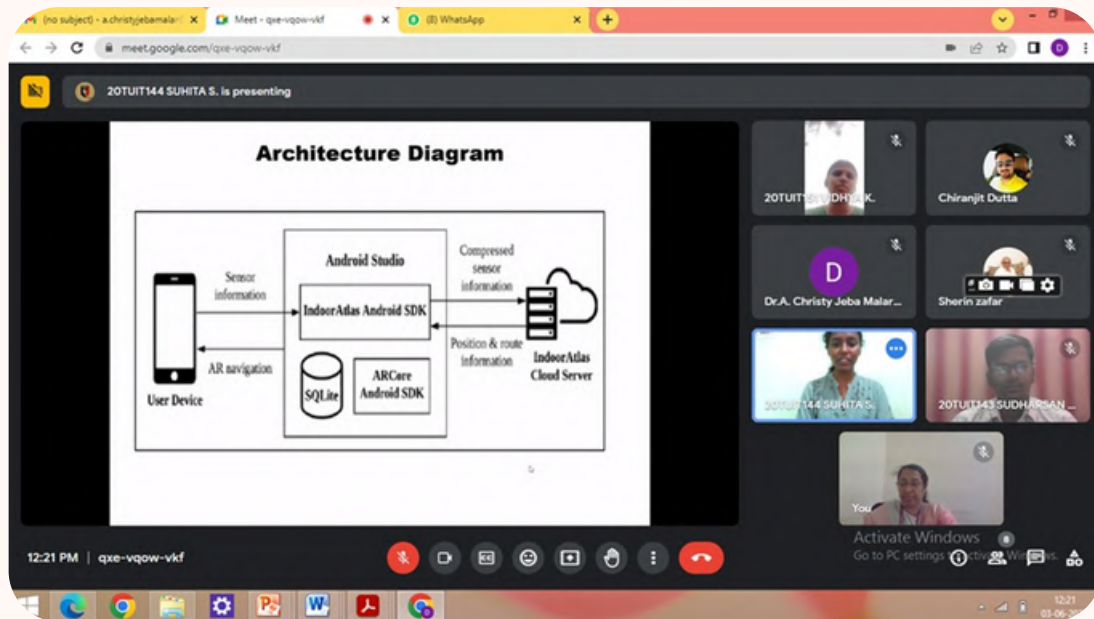 (no subject) - a.christyjebamalar
Meet - qxe-vqow-vkf
(8) WhatsApp
meet.google.com/qxe-vqow-vkf
D
20TUIT144 SUHITA S. is presenting
Architecture Diagram
Android Studio
Sensor
information
IndoorAtlas Android SDK
Compressed
sensor
information
AR navigation
SQLite
ARCore
Android SDK
Position & route
information
User Device
IndoorAtlas
Cloud Server
K.
Chiranjit Dutta
D
Dr.A. Christy Jeba Malar...
Sherin zafar
20TUIT144 SUHITA S.
20TUIT143 SUDHARSAN ...
You
Activate Windows
Go to PC settings
8
12:21 PM | qxe-vqow-vkf
12:21